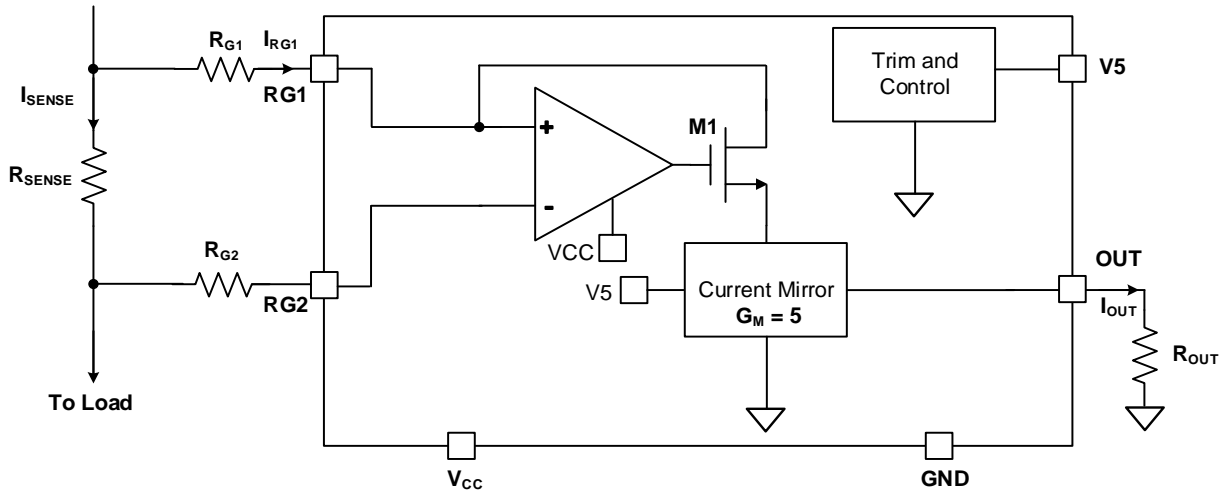 RG1
IRG1
RG1
ISENSE
RSENSE
RG2
RG2
To Load
+
-
M1
VCC
V5
Current Mirror
GM = 5
Trim and
Control
V5
OUT
IOUT
ROUT
VCC
GND